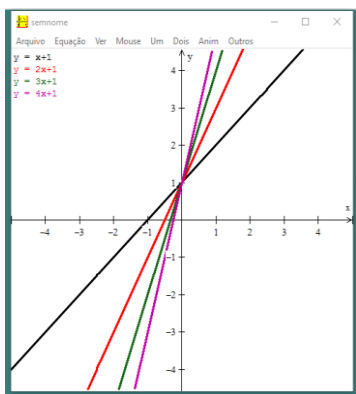 semnome
Arquivo Equação Ver Mouse Um Dois Anim Outros
y = x+1
y = 2x+1
y = 3x+1
y = 4x+1
y
x
4
3
2
1
−1
−2
−3
−4
−4 −3 −2 −1 1 2 3 4